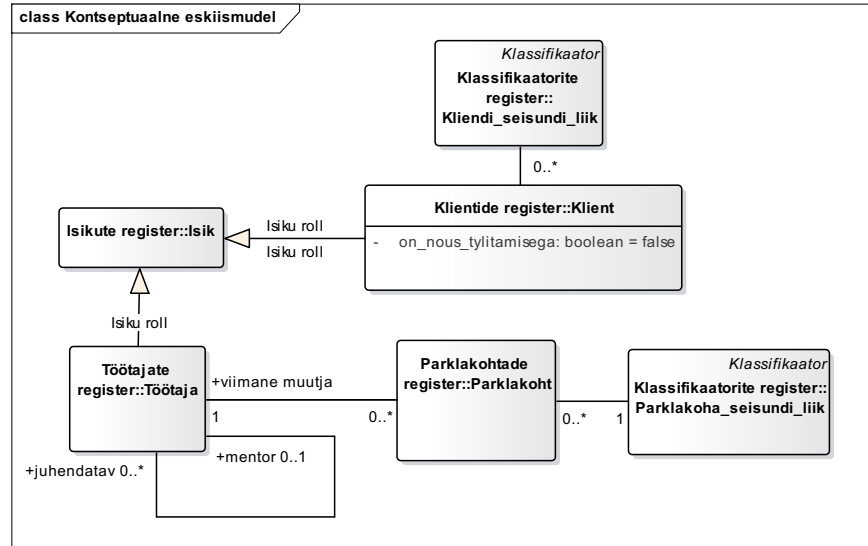 class Kontseptuaalne eskiismudel
Klassifikaator
Klassifikaatorite
register::
Kliendi_seisundi_liik
0..*
Klientide register::Klient
- on_nous_tylitamisega: boolean = false
Isikute register::Isik
Isiku roll
Isiku roll
Isiku roll
Töötajate
register::Töötaja
+viimane muutja
1
0..*
Parklakohtade
register::Parklakoht
0..*
1
Klassifikaator
Klassifikaatorite register::
Parklakoha_seisundi_liik
+mentor 0..1
+juhendatav 0..*